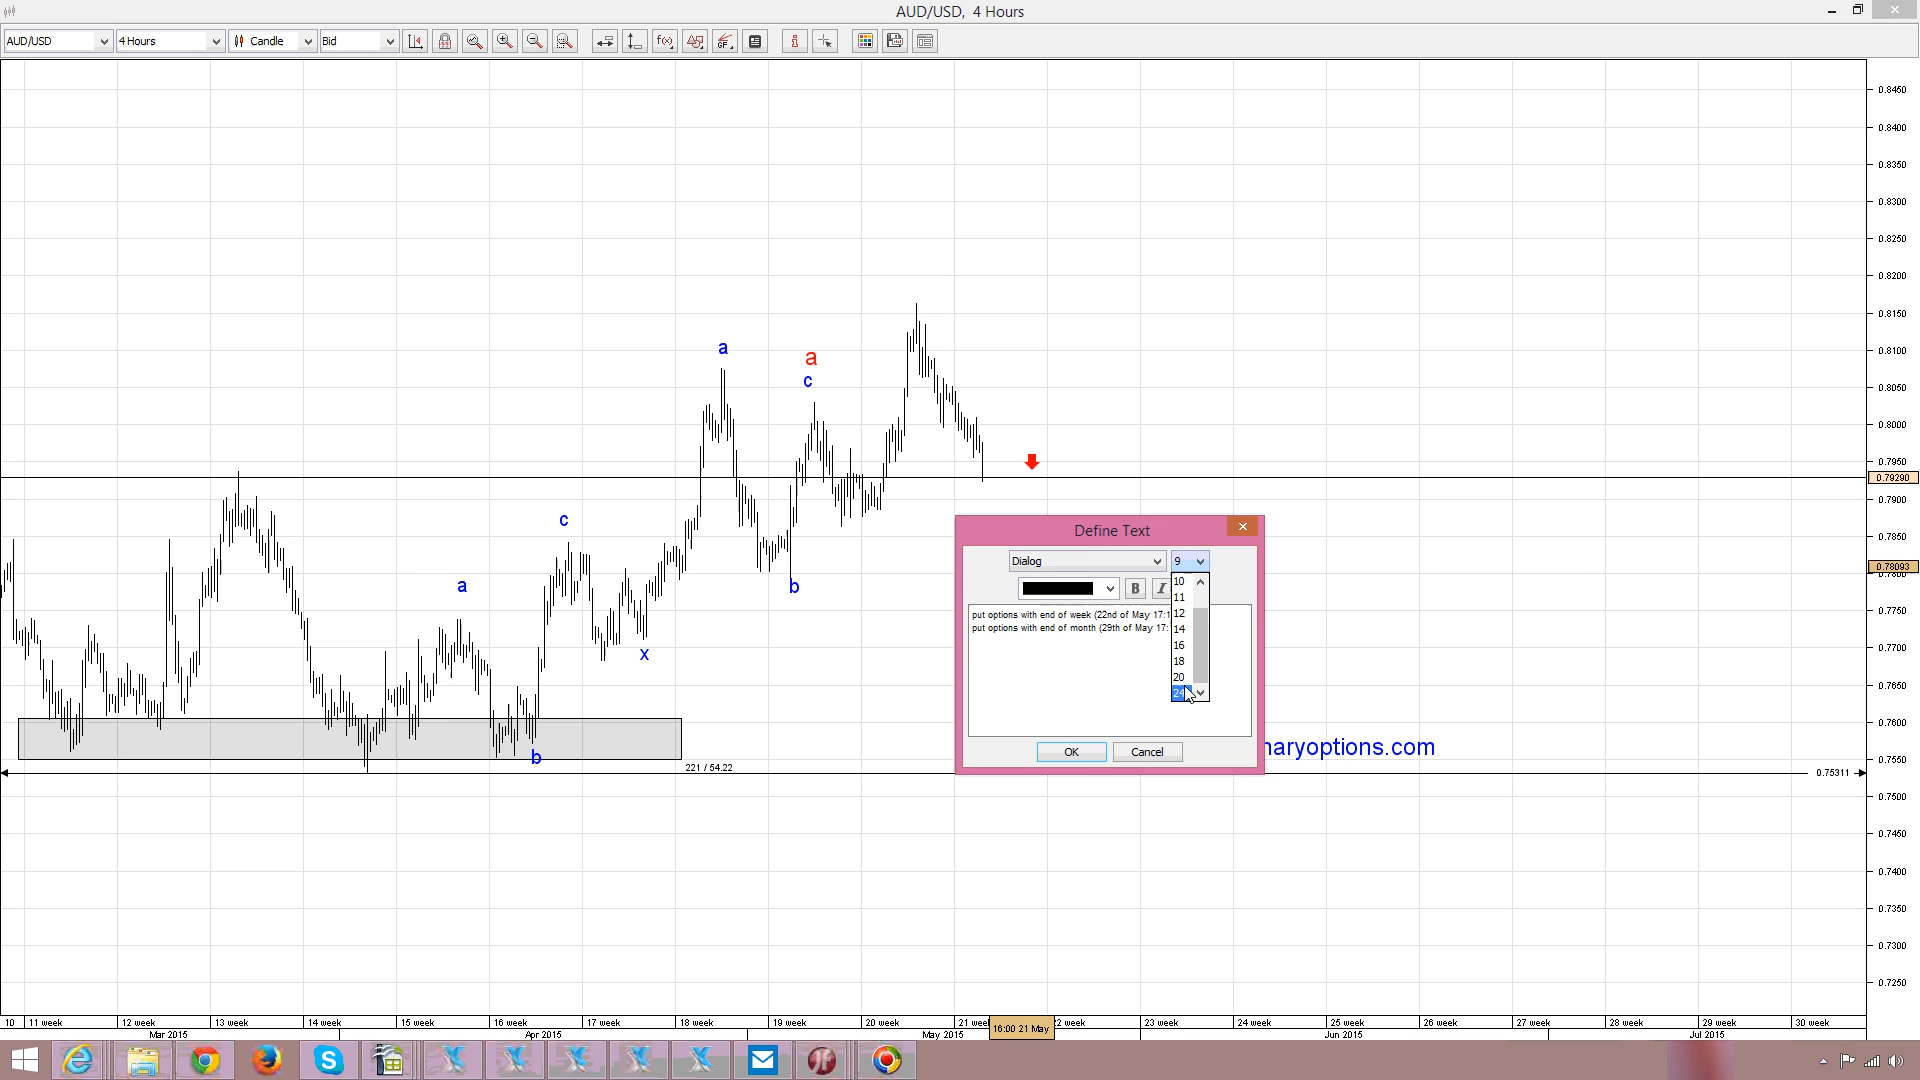 AUD/USD, 4 Hours
AUD/USD
4 Hours
Candle
Bid
0.8450
0.8400
0.8350
0.8300
0.8250
0.8200
0.8150
0.8100
0.8050
0.8000
0.7950
0.79290
0.7900
0.7850
0.78093
0.7800
0.7750
0.7700
0.7650
0.7600
0.7550
0.7500
0.7450
0.7400
0.7350
0.7300
0.7250
a
a
c
c
a
b
x
b
221 / 54.22
0.75311
Define Text
Dialog
9
B
I
10
11
12
14
16
18
20
24
put options with end of week (22nd of May 17:1
put options with end of month (29th of May 17:
OK
Cancel
naryoptions.com
10
11 week
12 week
13 week
14 week
15 week
16 week
17 week
18 week
19 week
20 week
21 week
16:00 21 May
22 week
23 week
24 week
25 week
26 week
27 week
28 week
29 week
30 week
Mar 2015
Apr 2015
May 2015
Jun 2015
Jul 2015